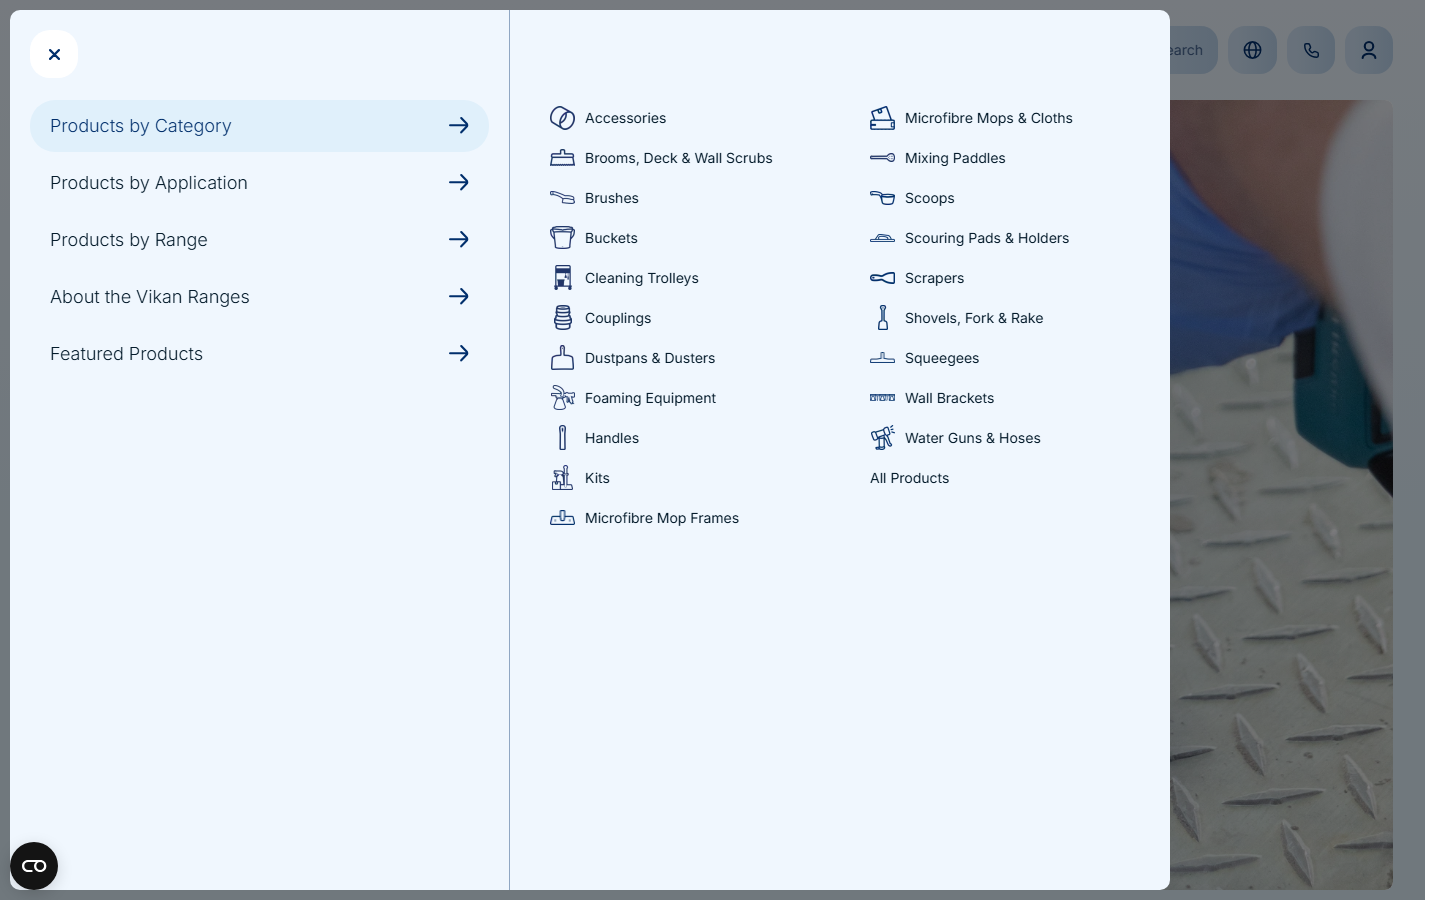 earch
Products by Category
Products by Application
Products by Range
About the Vikan Ranges
Featured Products
Accessories
Brooms, Deck & Wall Scrubs
Brushes
Buckets
Cleaning Trolleys
Couplings
Dustpans & Dusters
Foaming Equipment
Handles
Kits
Microfibre Mop Frames
Microfibre Mops & Cloths
Mixing Paddles
Scoops
Scouring Pads & Holders
Scrapers
Shovels, Fork & Rake
Squeegees
Wall Brackets
Water Guns & Hoses
All Products